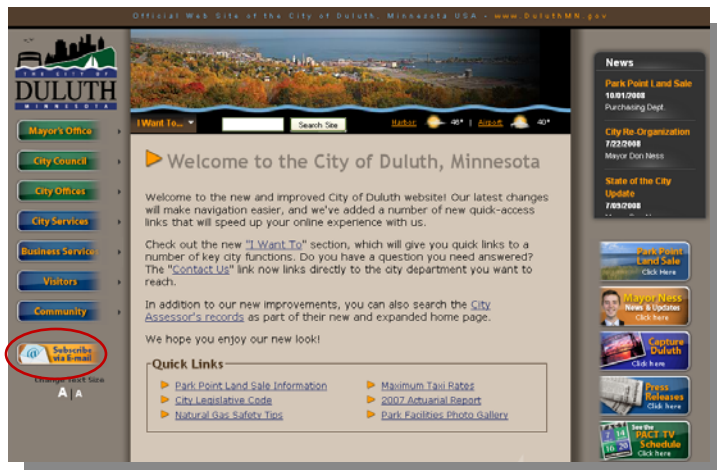 Official Web Site of the City of Duluth, Minnesota USA - www.DuluthMN.gov
THE CITY OF
DULUTH
MINNESOTA
Mayor's Office
City Council
City Offices
City Services
Business Services
Visitors
Community
@ Subscribe
via E-mail
Change Text Size
A | A
I Want To...
Search Site
Harbor: 48° | Airport: 40°
Welcome to the City of Duluth, Minnesota
Welcome to the new and improved City of Duluth website! Our latest changes
will make navigation easier, and we've added a number of new quick-access
links that will speed up your online experience with us.
Check out the new "I Want To" section, which will give you quick links to a
number of key city functions. Do you have a question you need answered?
The "Contact Us" link now links directly to the city department you want to
reach.
In addition to our new improvements, you can also search the City
Assessor's records as part of their new and expanded home page.
We hope you enjoy our new look!
Quick Links
Park Point Land Sale Information
City Legislative Code
Natural Gas Safety Tips
Maximum Taxi Rates
2007 Actuarial Report
Park Facilities Photo Gallery
News
Park Point Land Sale
10/01/2008
Purchasing Dept.
City Re-Organization
7/22/2008
Mayor Don Ness
State of the City
Update
7/09/2008
Park Point
Land Sale
Click Here
Mayor Ness
News & Updates
Click here
Capture
Duluth
Click here
Press
Releases
Click here
See the
PACT TV
Schedule
Click here
7 14
16 20